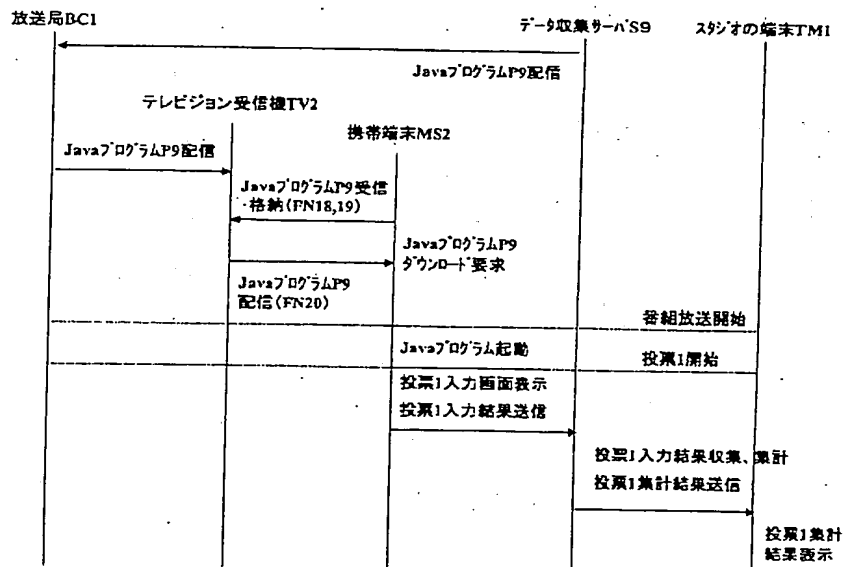 放送局BC1
データ収集サーバS9
スタジオの端末TM1
JavaプログラムP9配信
テレビジョン受信機TV2
携帯端末MS2
JavaプログラムP9配信
JavaプログラムP9受信
・格納(FN18,19)
JavaプログラムP9
ダウンロード要求
JavaプログラムP9
配信(FN20)
番組放送開始
Javaプログラム起動
投票1開始
投票1入力画面表示
投票1入力結果送信
投票1入力結果収集、集計
投票1集計結果送信
投票1集計
結果表示